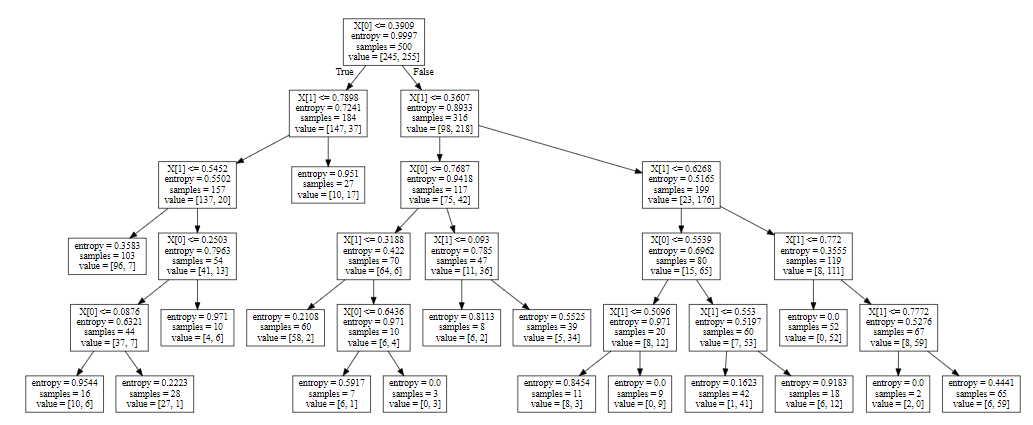 X[0] <= 0.3909
entropy = 0.9997
samples = 500
value = [245, 255]
True
False
X[1] <= 0.7898
entropy = 0.7241
samples = 184
value = [147, 37]
X[1] <= 0.3607
entropy = 0.8933
samples = 316
value = [98, 218]
X[1] <= 0.5452
entropy = 0.5502
samples = 157
value = [137, 20]
entropy = 0.951
samples = 27
value = [10, 17]
X[0] <= 0.7687
entropy = 0.9418
samples = 117
value = [75, 42]
X[1] <= 0.6268
entropy = 0.5165
samples = 199
value = [23, 176]
entropy = 0.3583
samples = 103
value = [96, 7]
X[0] <= 0.2503
entropy = 0.7963
samples = 54
value = [41, 13]
X[1] <= 0.3188
entropy = 0.422
samples = 70
value = [64, 6]
X[1] <= 0.093
entropy = 0.785
samples = 47
value = [11, 36]
X[0] <= 0.5539
entropy = 0.6962
samples = 80
value = [15, 65]
X[1] <= 0.772
entropy = 0.3555
samples = 119
value = [8, 111]
X[0] <= 0.0876
entropy = 0.6321
samples = 44
value = [37, 7]
entropy = 0.971
samples = 10
value = [4, 6]
entropy = 0.2108
samples = 60
value = [58, 2]
X[0] <= 0.6436
entropy = 0.971
samples = 10
value = [6, 4]
entropy = 0.8113
samples = 8
value = [6, 2]
entropy = 0.5525
samples = 39
value = [5, 34]
X[1] <= 0.5096
entropy = 0.971
samples = 20
value = [8, 12]
X[1] <= 0.553
entropy = 0.5197
samples = 60
value = [7, 53]
entropy = 0.0
samples = 52
value = [0, 52]
X[1] <= 0.7772
entropy = 0.5276
samples = 67
value = [8, 59]
entropy = 0.9544
samples = 16
value = [10, 6]
entropy = 0.2223
samples = 28
value = [27, 1]
entropy = 0.5917
samples = 7
value = [6, 1]
entropy = 0.0
samples = 3
value = [0, 3]
entropy = 0.8454
samples = 11
value = [8, 3]
entropy = 0.0
samples = 9
value = [0, 9]
entropy = 0.1623
samples = 42
value = [1, 41]
entropy = 0.9183
samples = 18
value = [6, 12]
entropy = 0.0
samples = 2
value = [2, 0]
entropy = 0.4441
samples = 65
value = [6, 59]